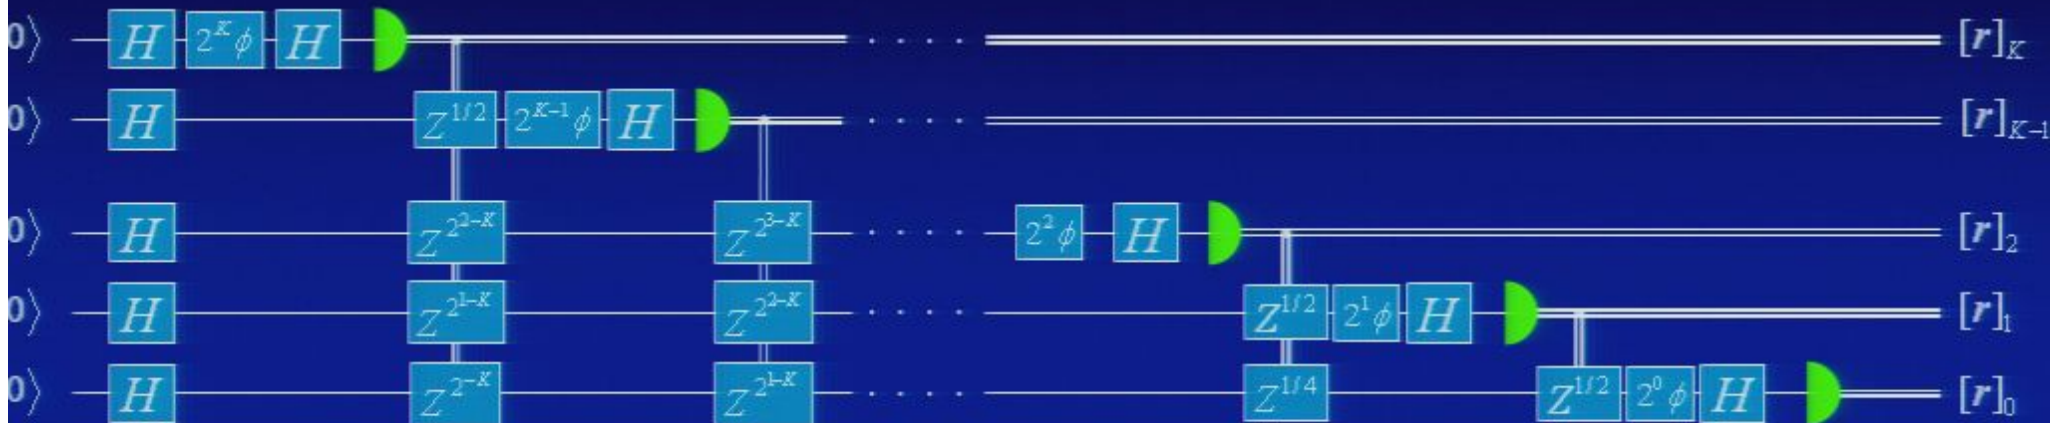 0⟩ H 2^K ϕ H [r]_K
0⟩ H Z^{1/2} 2^{K-1} ϕ H [r]_{K-1}
0⟩ H Z^{2^{2-K}} Z^{2^{3-K}} 2^2 ϕ H [r]_2
0⟩ H Z^{2^{1-K}} Z^{2^{2-K}} Z^{1/2} 2^1 ϕ H [r]_1
0⟩ H Z^{2^{-K}} Z^{2^{1-K}} Z^{1/4} Z^{1/2} 2^0 ϕ H [r]_0